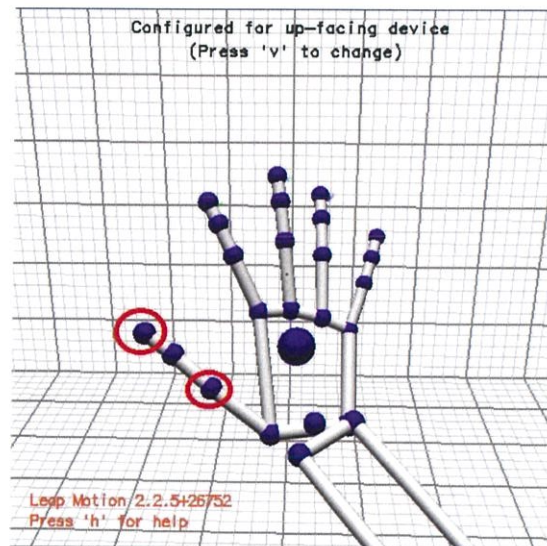 Configured for up-facing device
(Press 'v' to change)
Leap Motion 2.2.5+26752
Press 'h' for help